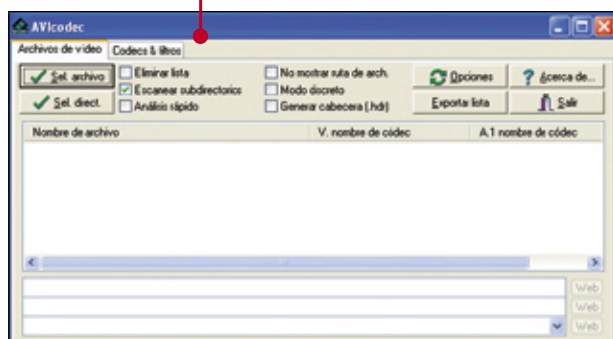 AVIcodec
Archivos de vídeo Codecs & filtros
Sel. archivo Eliminar lista No mostrar ruta de arch. Opciones Acerca de...
Escanear subdirectorios Modo discreto
Sel. direct. Análisis rápido Generar cabecera (.hdr) Exportar lista Salir
Nombre de archivo V. nombre de códec A.1 nombre de códec
Web
Web
Web